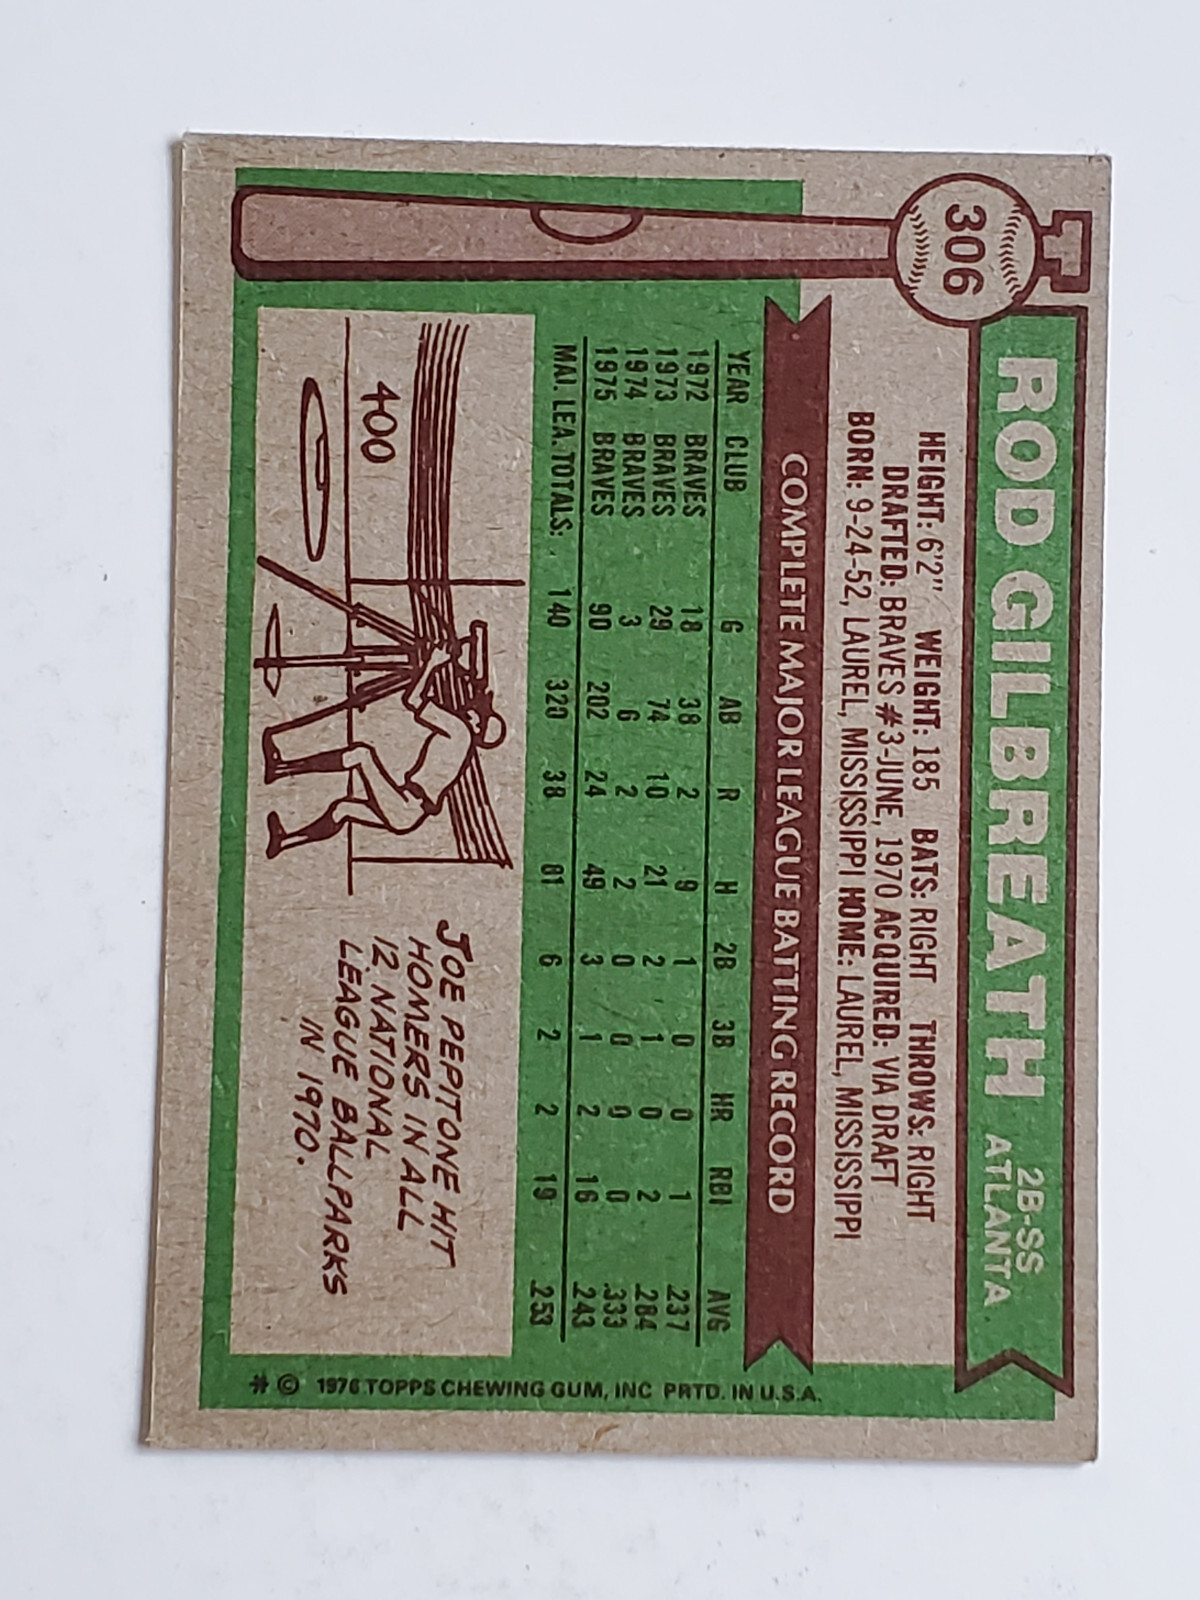 T
306
ROD GILBREATH 2B-SS
ATLANTA
HEIGHT: 6'2" WEIGHT: 185 BATS: RIGHT THROWS: RIGHT
DRAFTED: BRAVES #3-JUNE, 1970 ACQUIRED: VIA DRAFT
BORN: 9-24-52, LAUREL, MISSISSIPPI HOME: LAUREL, MISSISSIPPI
COMPLETE MAJOR LEAGUE BATTING RECORD
YEAR CLUB G AB R H 2B 3B HR RBI AVG
1972 BRAVES 18 38 2 9 1 0 0 1 .237
1973 BRAVES 29 74 10 21 2 1 0 2 .284
1974 BRAVES 3 6 2 2 0 0 0 0 .333
1975 BRAVES 90 202 24 49 3 1 2 16 .243
MAJ. LEA. TOTALS: 140 320 38 81 6 2 2 19 .253
400
JOE PEPITONE HIT
HOMERS IN ALL
12 NATIONAL
LEAGUE BALLPARKS
IN 1970.
* © 1976 TOPPS CHEWING GUM, INC PRTD. IN U.S.A.